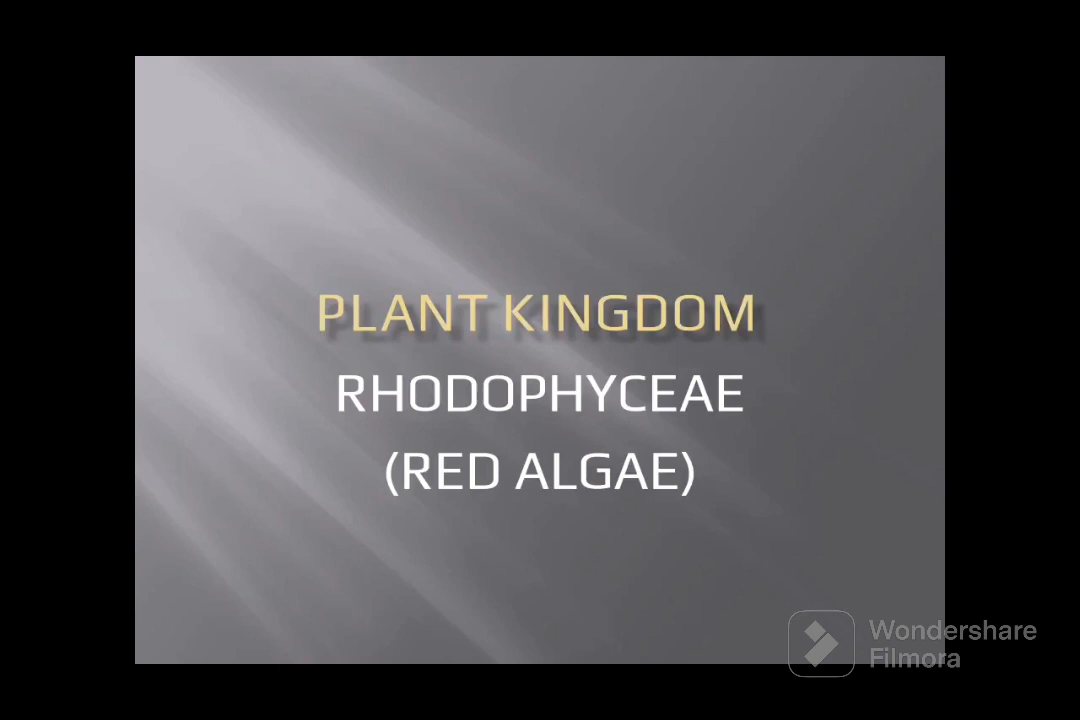 PLANT KINGDOM
RHODOPHYCEAE
(RED ALGAE)
Wondershare
Filmora